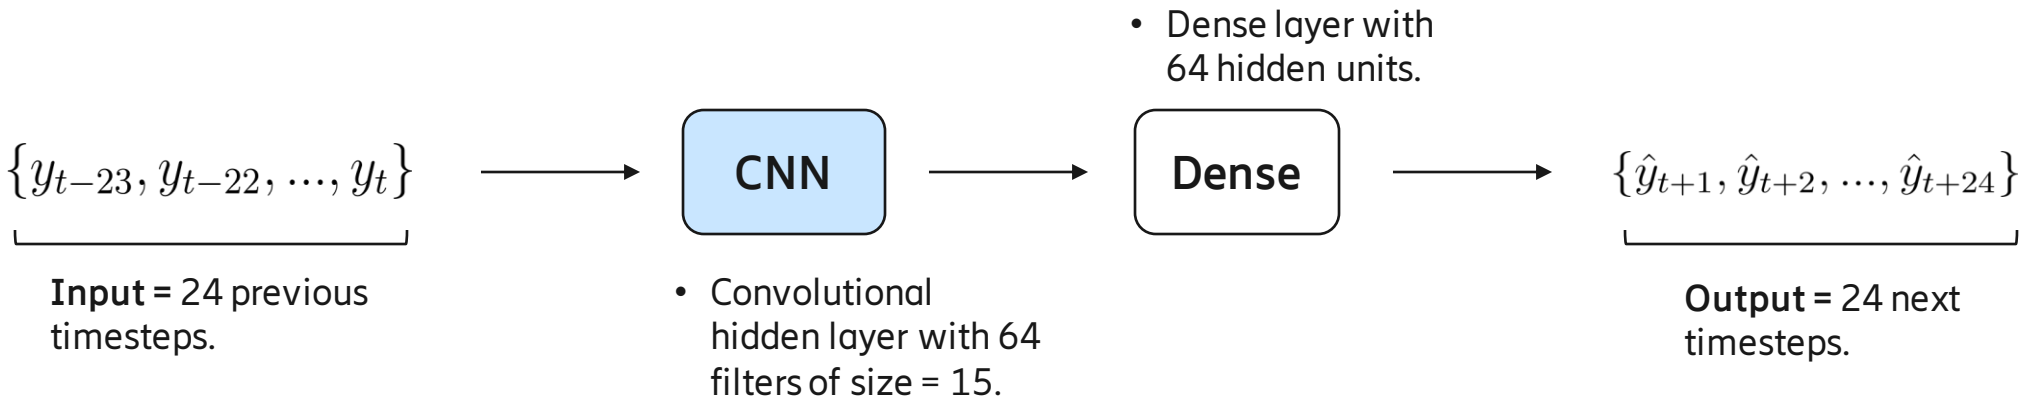 • Dense layer with
64 hidden units.
{y_{t−23}, y_{t−22}, ..., y_t}
CNN
Dense
{ŷ_{t+1}, ŷ_{t+2}, ..., ŷ_{t+24}}
Input = 24 previous
timesteps.
• Convolutional
hidden layer with 64
filters of size = 15.
Output = 24 next
timesteps.